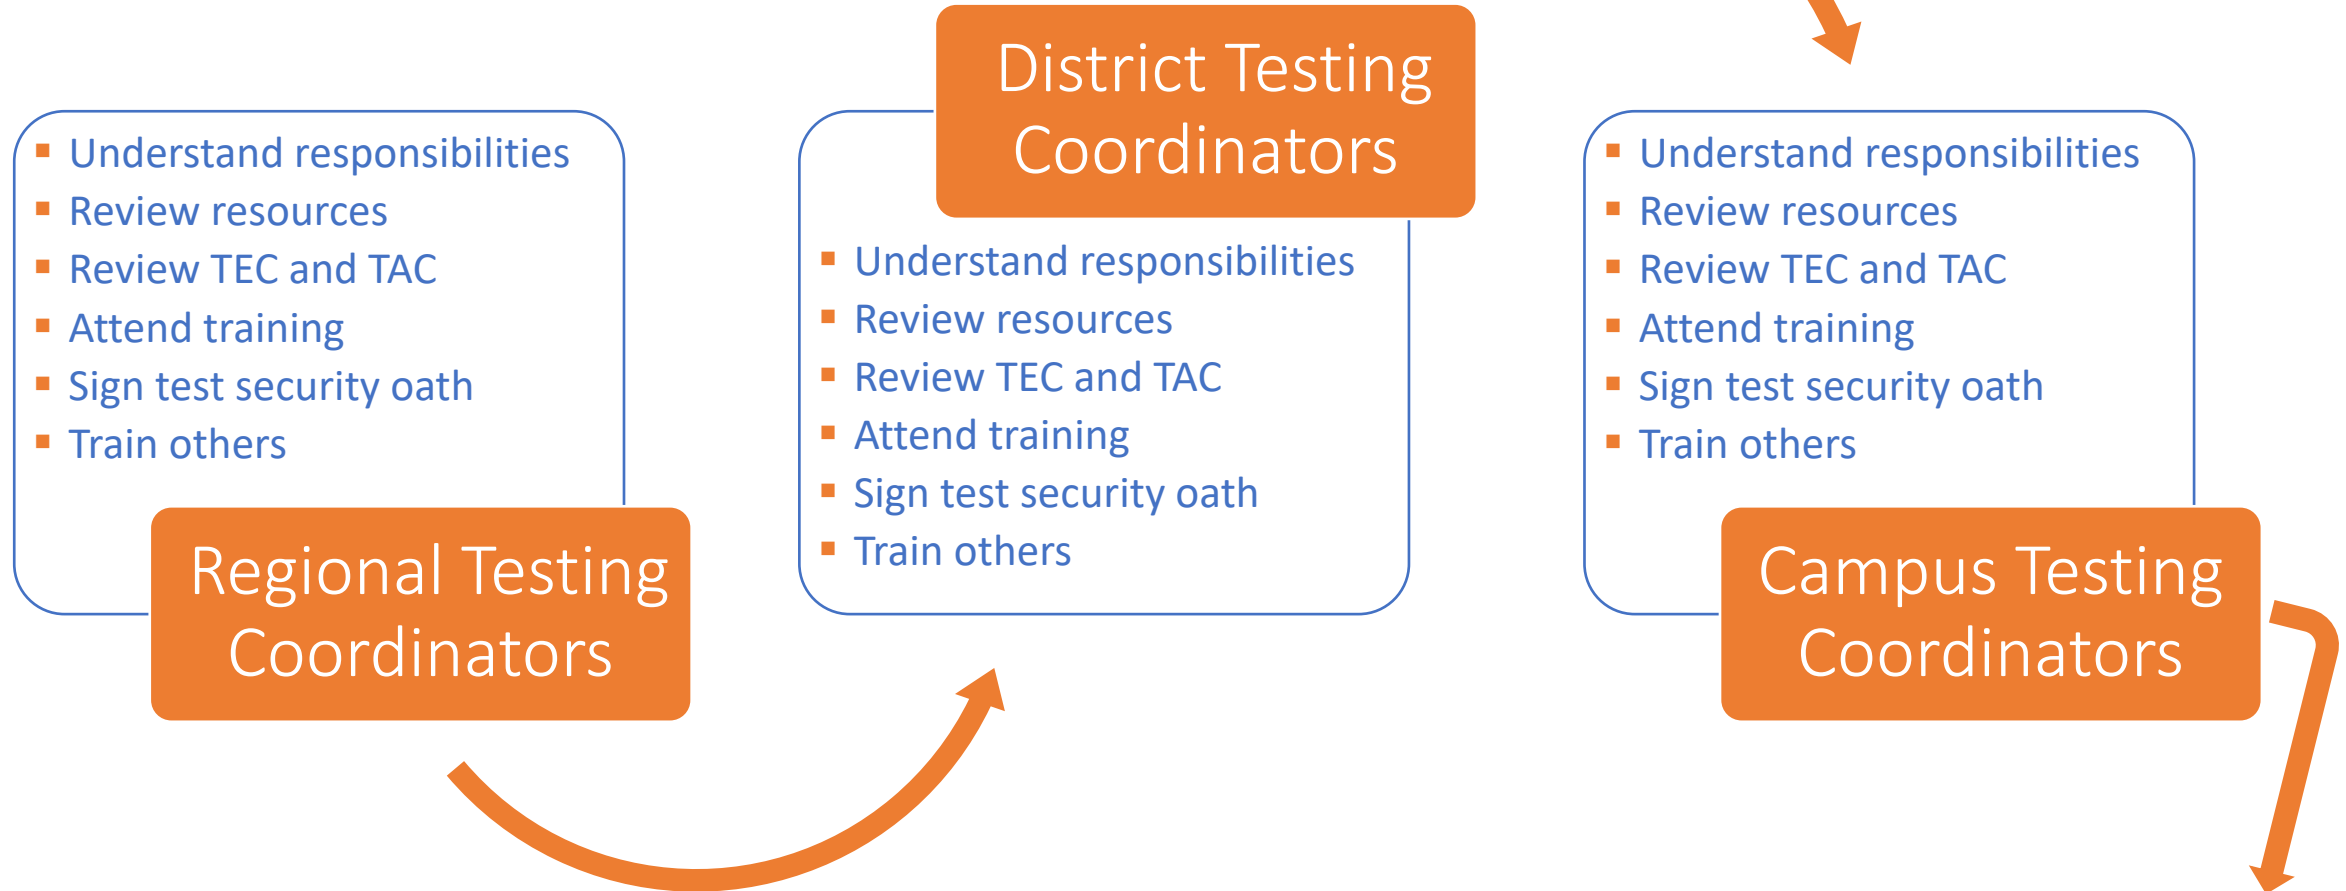 Understand responsibilities
Review resources
Review TEC and TAC
Attend training
Sign test security oath
Train others
Regional Testing
Coordinators
District Testing
Coordinators
Understand responsibilities
Review resources
Review TEC and TAC
Attend training
Sign test security oath
Train others
Understand responsibilities
Review resources
Review TEC and TAC
Attend training
Sign test security oath
Train others
Campus Testing
Coordinators